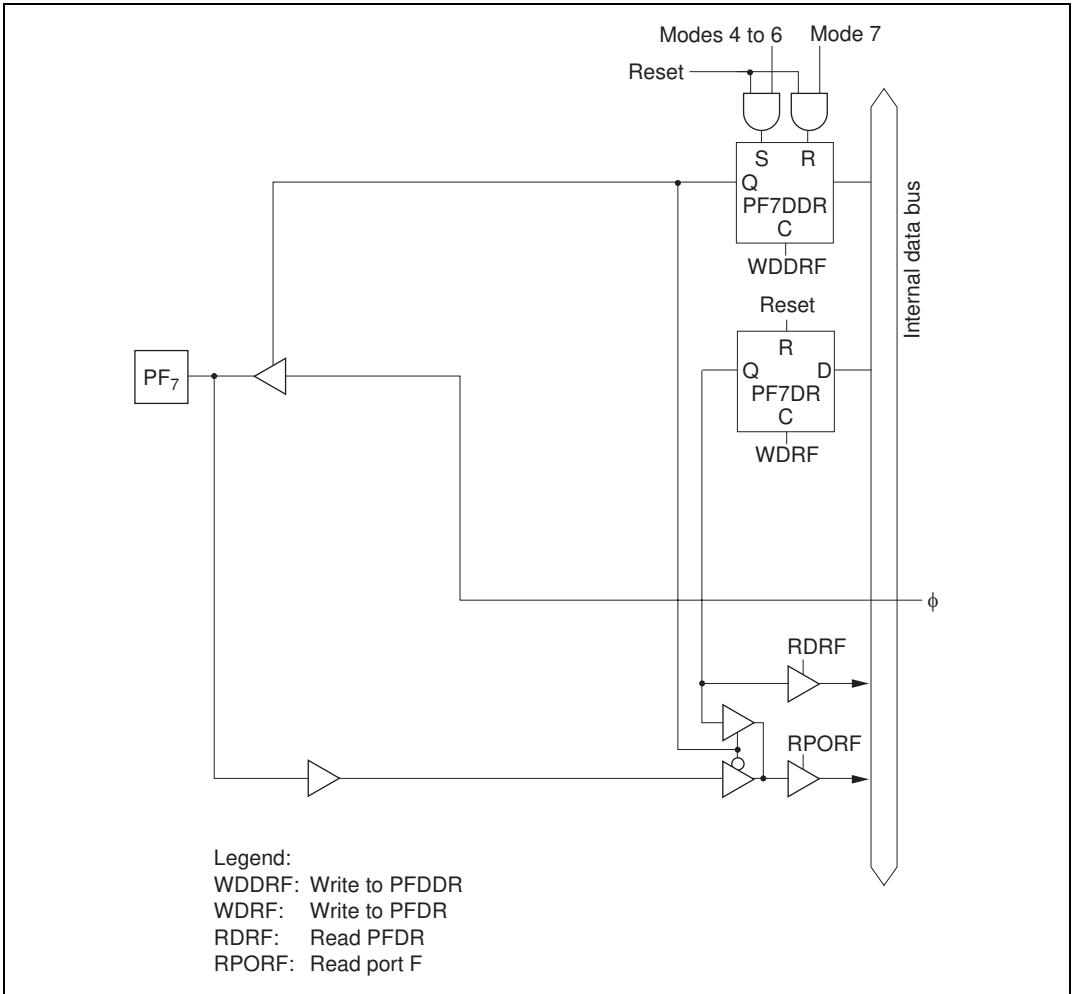 Modes 4 to 6 Mode 7
Reset
S R
Q
PF7DDR
C
WDDRF
Internal data bus
Reset
R
Q D
PF7DR
C
WDRF
PF7
ϕ
RDRF
RPORF
Legend:
WDDRF: Write to PFDDR
WDRF: Write to PFDR
RDRF: Read PFDR
RPORF: Read port F